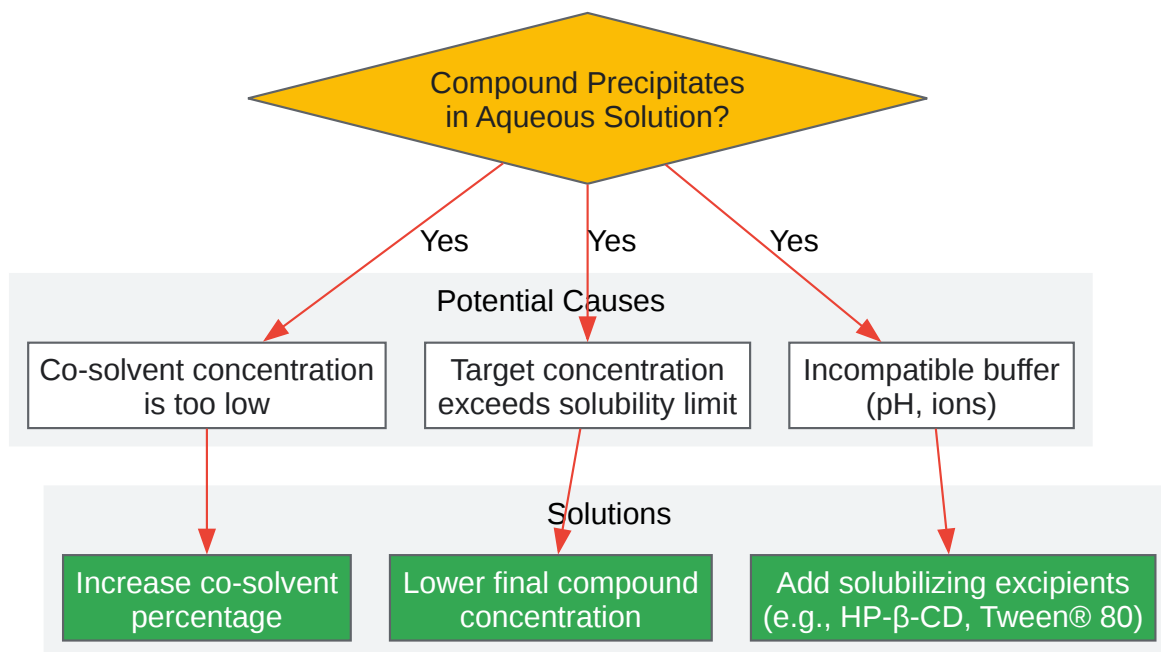 Compound Precipitates
in Aqueous Solution?
Yes
Yes
Yes
Potential Causes
Co-solvent concentration
is too low
Target concentration
exceeds solubility limit
Incompatible buffer
(pH, ions)
Solutions
Increase co-solvent
percentage
Lower final compound
concentration
Add solubilizing excipients
(e.g., HP-β-CD, Tween® 80)